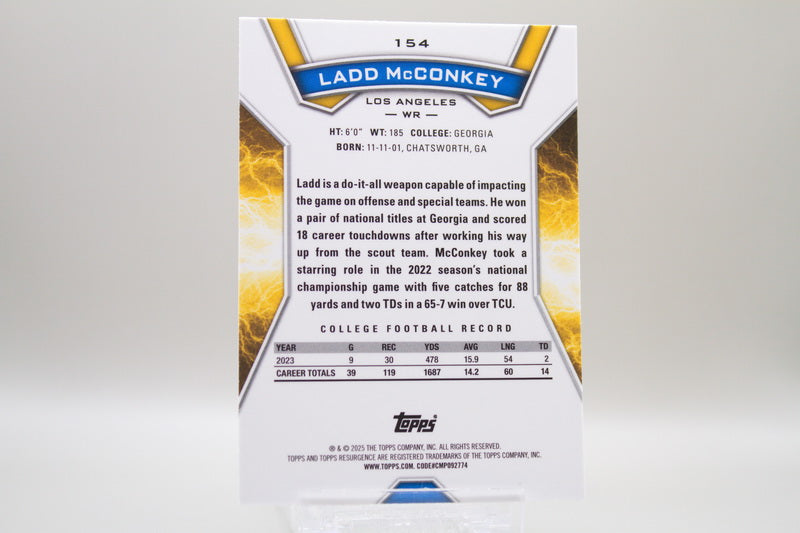 154
LADD McCONKEY
LOS ANGELES
— WR —
HT: 6'0" WT: 185 COLLEGE: GEORGIA
BORN: 11-11-01, CHATSWORTH, GA
Ladd is a do-it-all weapon capable of impacting
the game on offense and special teams. He won
a pair of national titles at Georgia and scored
18 career touchdowns after working his way
up from the scout team. McConkey took a
starring role in the 2022 season's national
championship game with five catches for 88
yards and two TDs in a 65-7 win over TCU.
COLLEGE FOOTBALL RECORD
YEAR G REC YDS AVG LNG TD
2023 9 30 478 15.9 54 2
CAREER TOTALS 39 119 1687 14.2 60 14
Topps®
® & © 2025 THE TOPPS COMPANY, INC. ALL RIGHTS RESERVED.
TOPPS AND TOPPS RESURGENCE ARE REGISTERED TRADEMARKS OF THE TOPPS COMPANY, INC.
WWW.TOPPS.COM. CODE#CMP092774